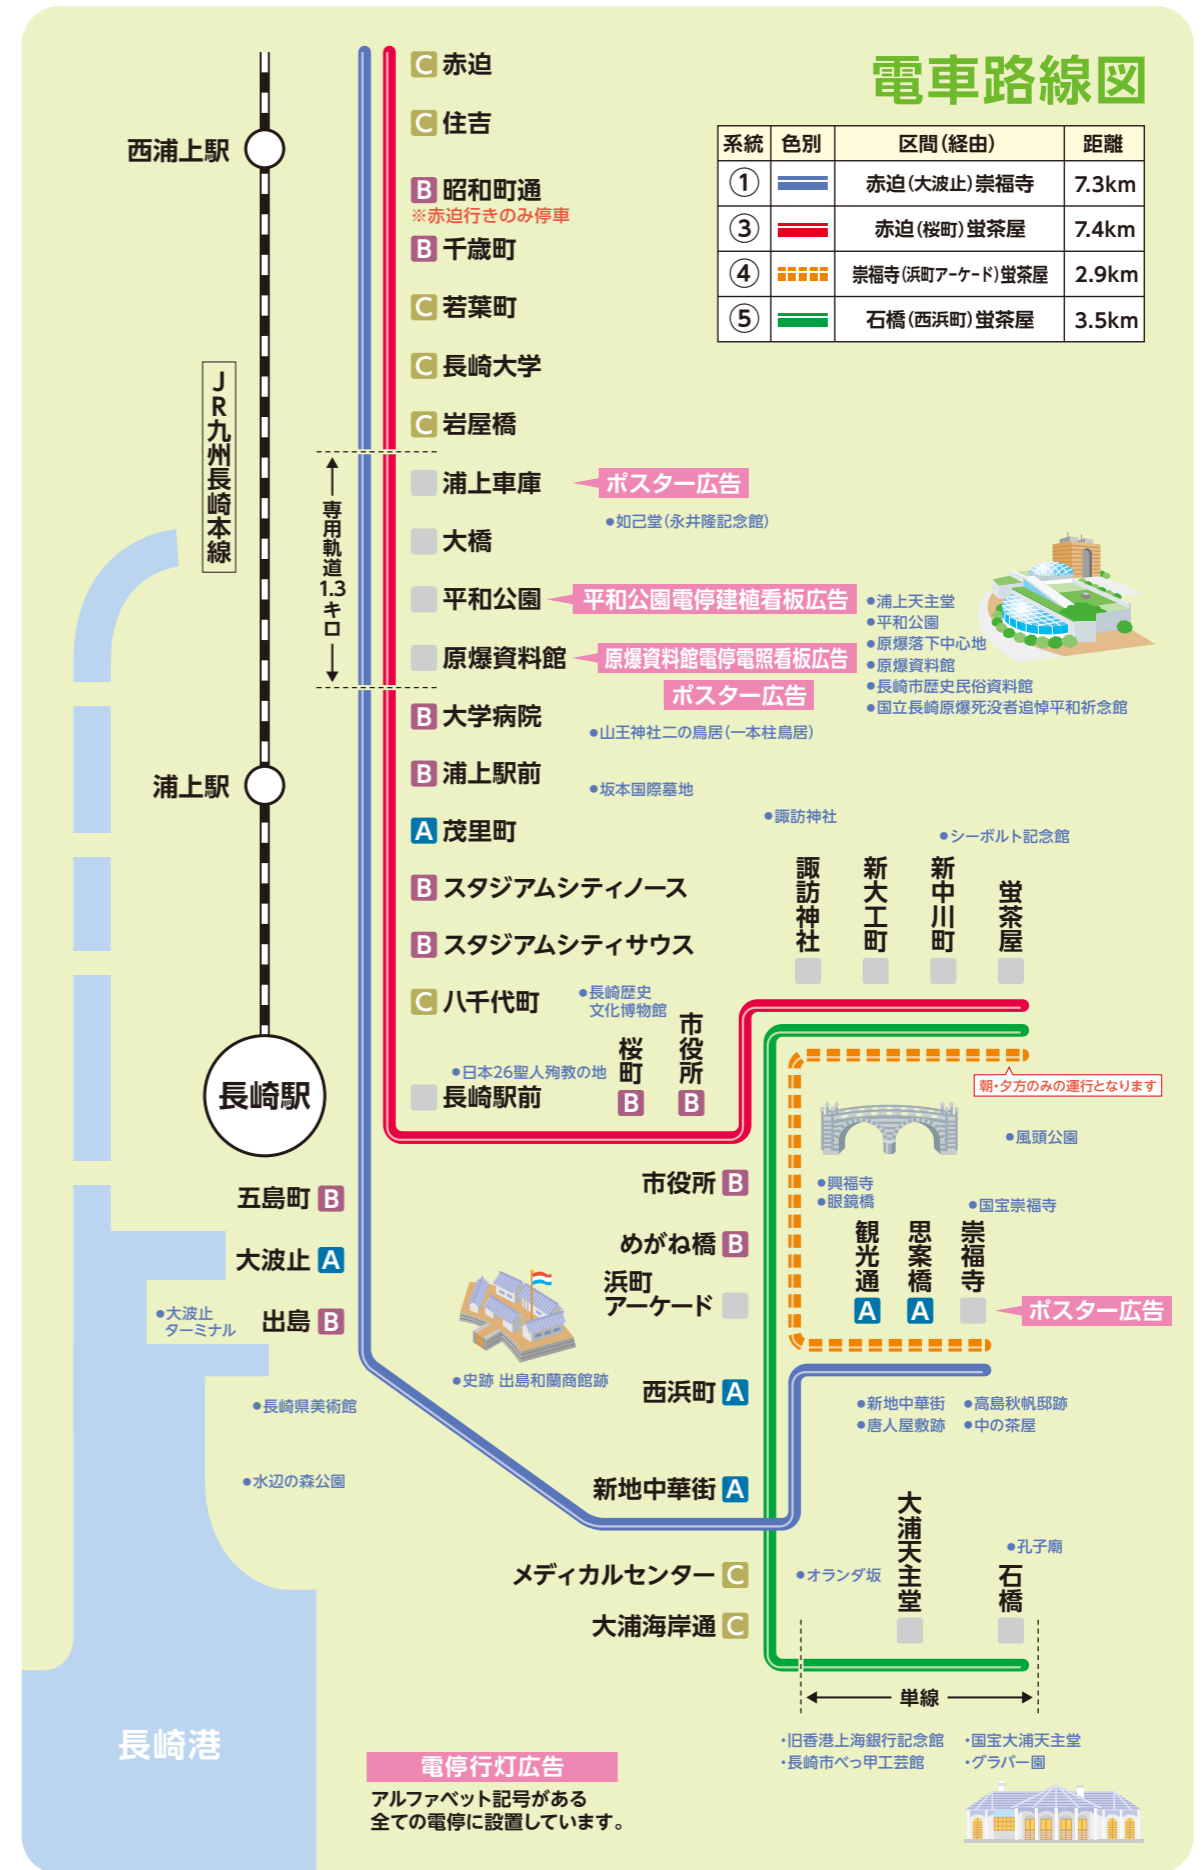 電車路線図
系統 色別 区間(経由) 距離
① 赤迫(大波止)崇福寺 7.3km
③ 赤迫(桜町)蛍茶屋 7.4km
④ 崇福寺(浜町アーケード)蛍茶屋 2.9km
⑤ 石橋(西浜町)蛍茶屋 3.5km
西浦上駅
JR九州長崎本線
浦上駅
長崎駅
C 赤迫
C 住吉
B 昭和町通
※赤迫行きのみ停車
B 千歳町
C 若葉町
C 長崎大学
C 岩屋橋
専用軌道1.3キロ
浦上車庫
ポスター広告
●如己堂(永井隆記念館)
大橋
平和公園
平和公園電停建植看板広告
●浦上天主堂
●平和公園
●原爆落下中心地
●原爆資料館
●長崎市歴史民俗資料館
●国立長崎原爆死没者追悼平和祈念館
原爆資料館
原爆資料館電停電照看板広告
ポスター広告
B 大学病院
●山王神社二の鳥居(一本柱鳥居)
B 浦上駅前
●坂本国際墓地
A 茂里町
B スタジアムシティノース
B スタジアムシティサウス
C 八千代町
●長崎歴史
文化博物館
●日本26聖人殉教の地
長崎駅前
桜町 B
市役所 B
●諏訪神社
●シーボルト記念館
諏訪神社
新大工町
新中川町
蛍茶屋
朝・夕方のみの運行となります
●風頭公園
五島町 B
大波止 A
出島 B
●大波止
ターミナル
●長崎県美術館
●水辺の森公園
●史跡 出島和蘭商館跡
市役所 B
めがね橋 B
浜町
アーケード
西浜町 A
新地中華街 A
●興福寺
●眼鏡橋
●国宝崇福寺
観光通 A
思案橋 A
崇福寺
ポスター広告
●新地中華街 ●高島秋帆邸跡
●唐人屋敷跡 ●中の茶屋
メディカルセンター C
大浦海岸通 C
●オランダ坂
大浦天主堂
●孔子廟
石橋
単線
・旧香港上海銀行記念館 ・国宝大浦天主堂
・長崎市べっ甲工芸館 ・グラバー園
長崎港
電停行灯広告
アルファベット記号がある
全ての電停に設置しています。